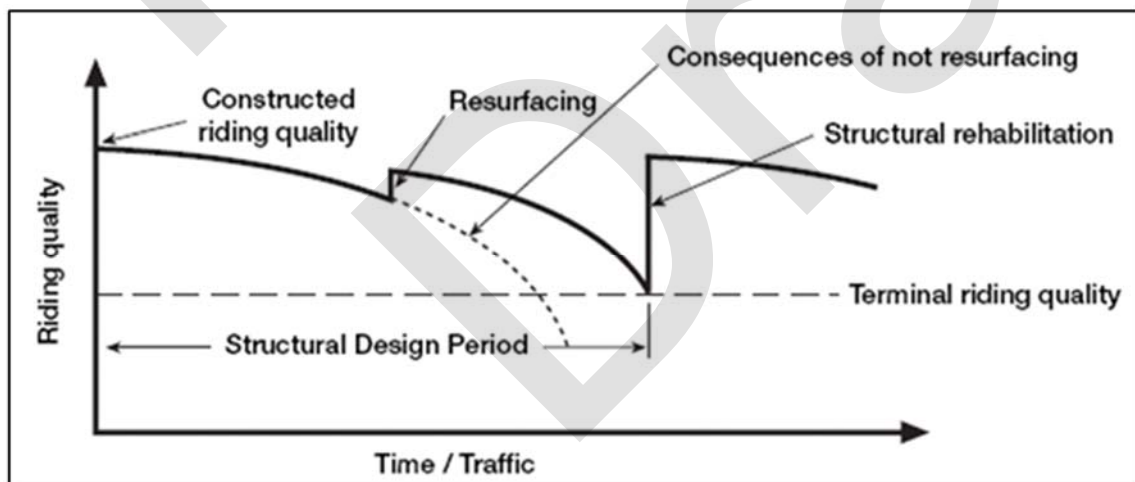 Consequences of not resurfacing
Constructed
riding quality
Resurfacing
Structural rehabilitation
Riding quality
Terminal riding quality
Structural Design Period
Time / Traffic